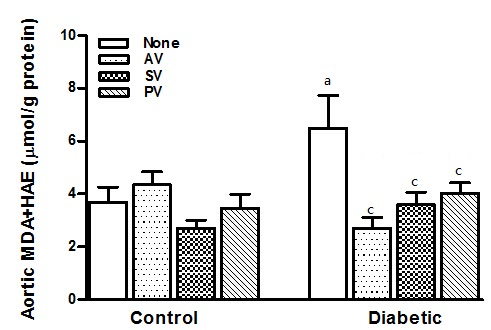 Aortic MDA+HAE (μmol/g protein)
10
8
6
4
2
0
None
AV
SV
PV
a
c
c
c
Control
Diabetic